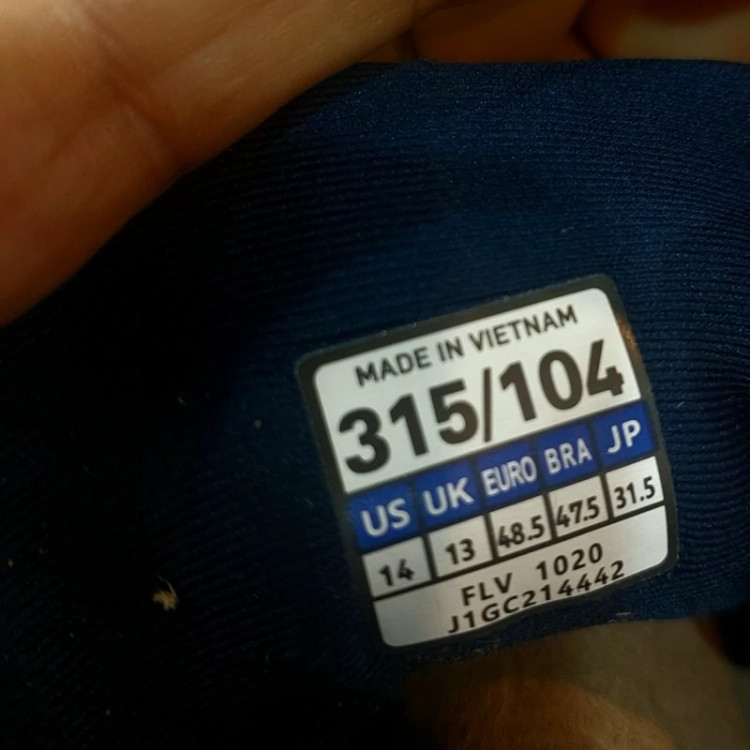 MADE IN VIETNAM
315/104
US UK EURO BRA JP
14 13 48.5 47.5 31.5
FLV 1020
J1GC214442